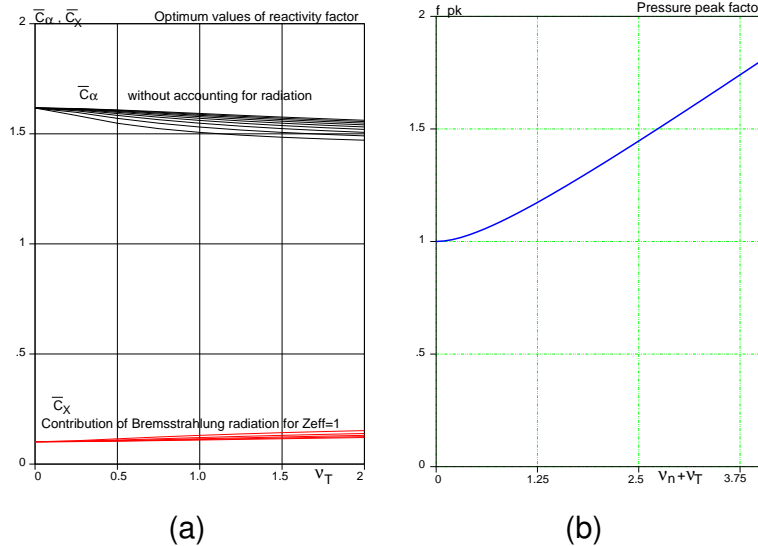 C̅α , C̅X Optimum values of reactivity factor
2
C̅α without accounting for radiation
1.5
1
.5
C̅X
Contribution of Bremsstrahlung radiation for Zeff=1
0
0 0.5 1.0 1.5 νT 2
(a)
f_pk Pressure peak factor
2
1.5
1
.5
0
0 1.25 2.5 νn+νT 3.75
(b)